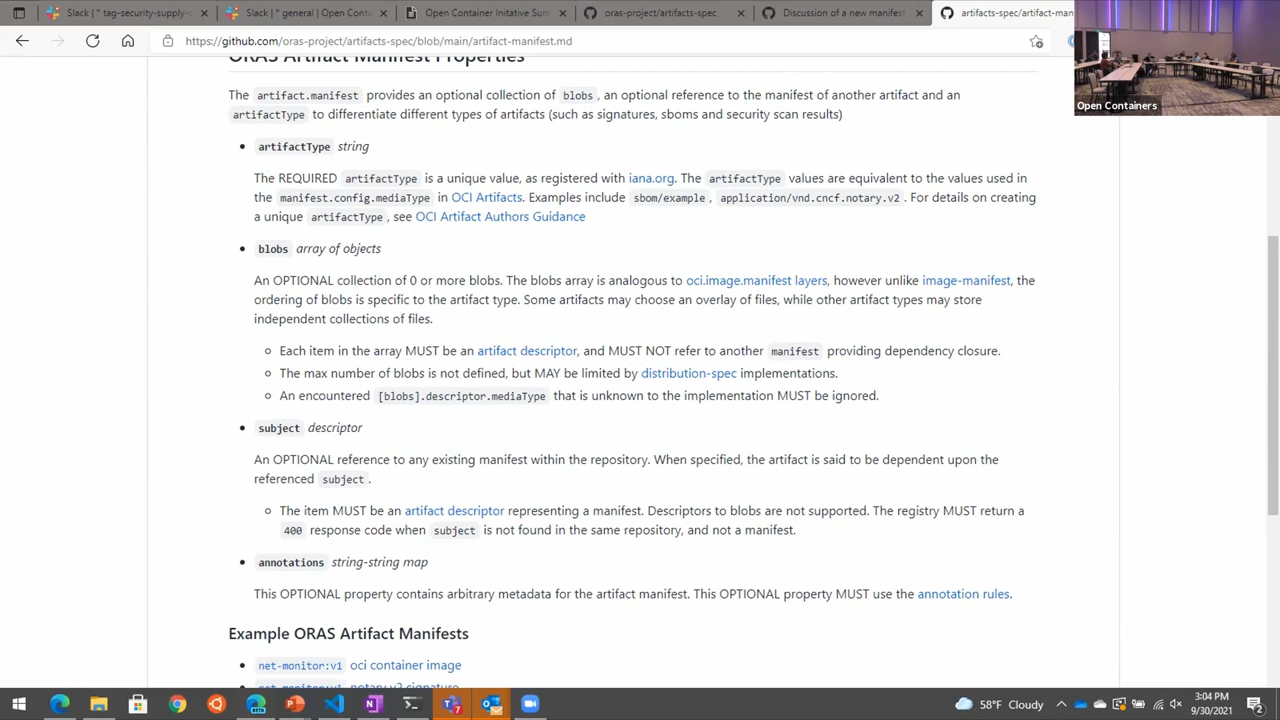 Slack | * tag-security-supply-c
Slack | * general | Open Contai
Open Container Initative Sum
oras-project/artifacts-spec
Discussion of a new manifest
artifacts-spec/artifact-man
https://github.com/oras-project/artifacts-spec/blob/main/artifact-manifest.md
Open Containers
ORAS Artifact Manifest Properties
The artifact.manifest provides an optional collection of blobs , an optional reference to the manifest of another artifact and an
artifactType to differentiate different types of artifacts (such as signatures, sboms and security scan results)
• artifactType string
The REQUIRED artifactType is a unique value, as registered with iana.org. The artifactType values are equivalent to the values used in
the manifest.config.mediaType in OCI Artifacts. Examples include sbom/example , application/vnd.cncf.notary.v2 . For details on creating
a unique artifactType , see OCI Artifact Authors Guidance
• blobs array of objects
An OPTIONAL collection of 0 or more blobs. The blobs array is analogous to oci.image.manifest layers, however unlike image-manifest, the
ordering of blobs is specific to the artifact type. Some artifacts may choose an overlay of files, while other artifact types may store
independent collections of files.
○ Each item in the array MUST be an artifact descriptor, and MUST NOT refer to another manifest providing dependency closure.
○ The max number of blobs is not defined, but MAY be limited by distribution-spec implementations.
○ An encountered [blobs].descriptor.mediaType that is unknown to the implementation MUST be ignored.
• subject descriptor
An OPTIONAL reference to any existing manifest within the repository. When specified, the artifact is said to be dependent upon the
referenced subject .
○ The item MUST be an artifact descriptor representing a manifest. Descriptors to blobs are not supported. The registry MUST return a
400 response code when subject is not found in the same repository, and not a manifest.
• annotations string-string map
This OPTIONAL property contains arbitrary metadata for the artifact manifest. This OPTIONAL property MUST use the annotation rules.
Example ORAS Artifact Manifests
• net-monitor:v1 oci container image
net-monitor:v1 notary v2 signature
58°F Cloudy
3:04 PM
9/30/2021
2